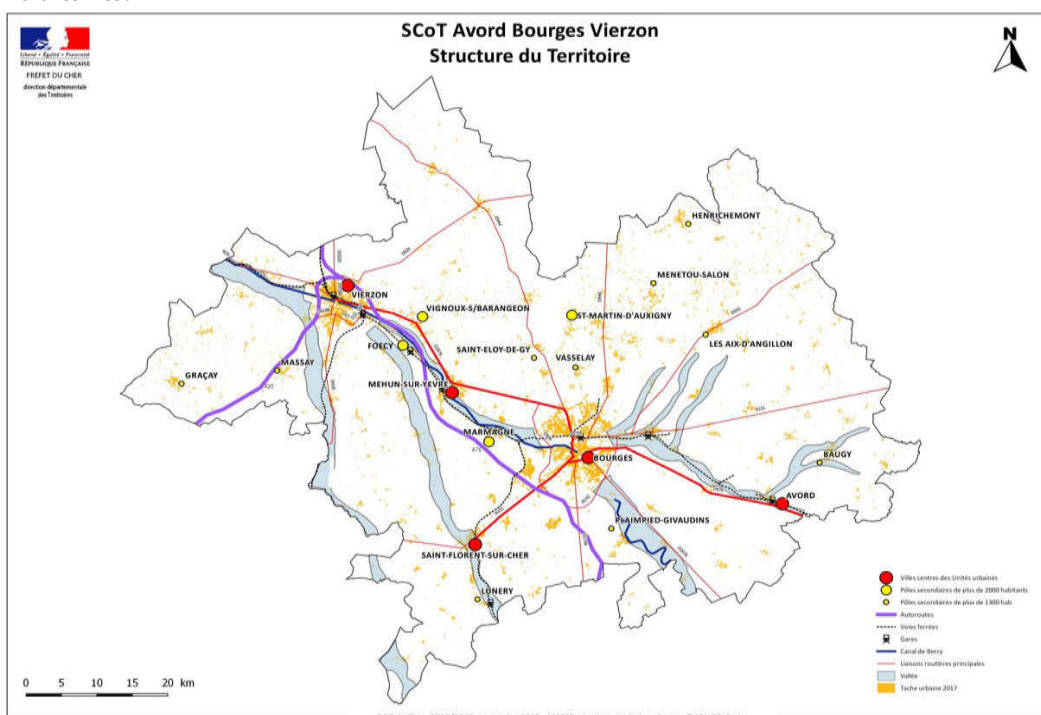 SCoT Avord Bourges Vierzon
Structure du Territoire
N
Liberté • Égalité • Fraternité
RÉPUBLIQUE FRANÇAISE
PREFET DU CHER
direction départementale
des Territoires
HENRICHEMONT
MENETOU-SALON
VIERZON
VIGNOUX-S/BARANGEON
ST-MARTIN-D'AUXIGNY
FOECY
SAINT-ELOY-DE-GY
VASSELAY
LES AIX-D'ANGILLON
MASSAY
GRAÇAY
MEHUN-SUR-YEVRE
MARMAGNE
A71
BOURGES
BAUGY
AVORD
PLAIMPIED-GIVAUDINS
SAINT-FLORENT-SUR-CHER
LUNERY
Villes centres des Unités urbaines
Pôles secondaires de plus de 2000 habitants
Pôles secondaires de plus de 1300 hab
Autoroutes
Voies ferrées
Gares
Canal de Berry
Liaisons routières principales
Vallée
Tache urbaine 2017
0 5 10 15 20 km